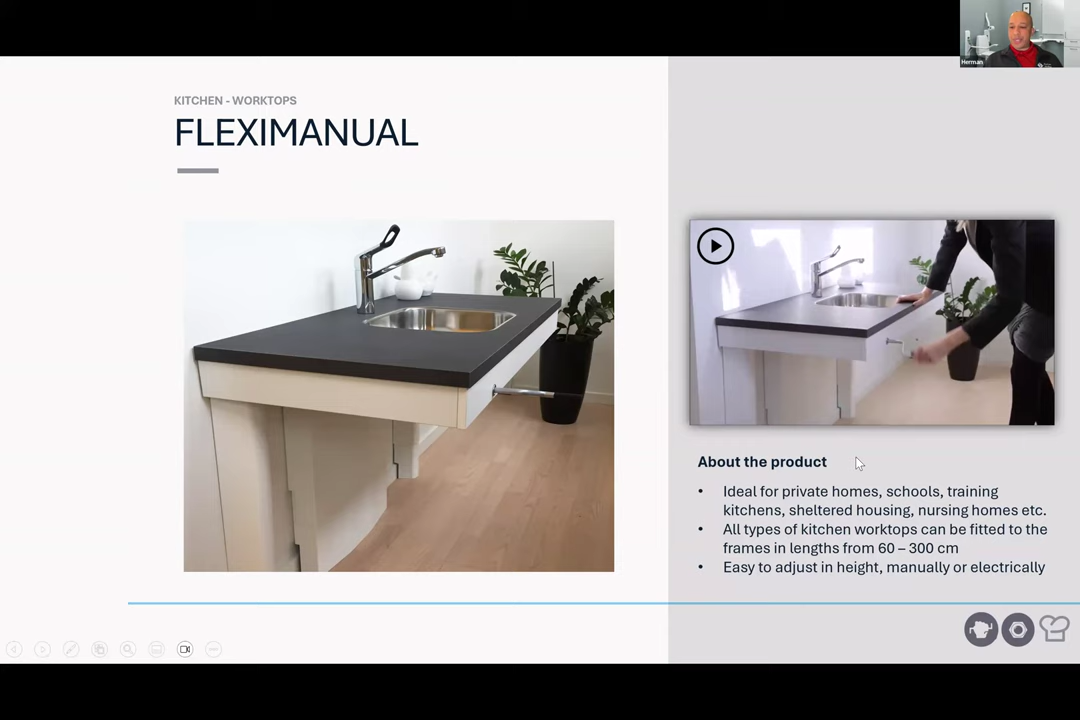 Herman
KITCHEN - WORKTOPS
FLEXIMANUAL
About the product
• Ideal for private homes, schools, training
kitchens, sheltered housing, nursing homes etc.
• All types of kitchen worktops can be fitted to the
frames in lengths from 60 – 300 cm
• Easy to adjust in height, manually or electrically